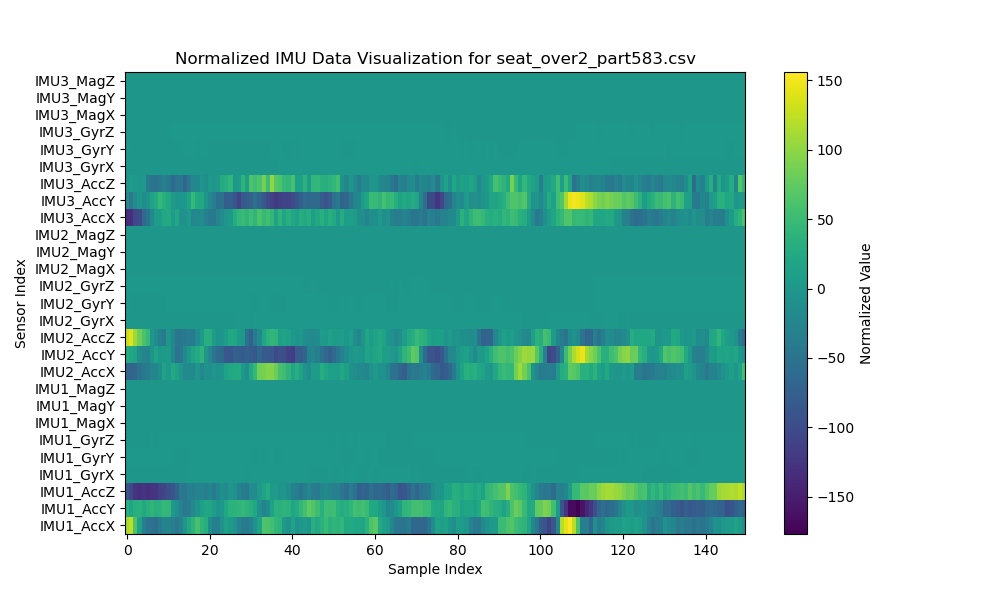 Normalized IMU Data Visualization for seat_over2_part583.csv
IMU3_MagZ
IMU3_MagY
IMU3_MagX
IMU3_GyrZ
IMU3_GyrY
IMU3_GyrX
IMU3_AccZ
IMU3_AccY
IMU3_AccX
IMU2_MagZ
IMU2_MagY
IMU2_MagX
IMU2_GyrZ
IMU2_GyrY
IMU2_GyrX
IMU2_AccZ
IMU2_AccY
IMU2_AccX
IMU1_MagZ
IMU1_MagY
IMU1_MagX
IMU1_GyrZ
IMU1_GyrY
IMU1_GyrX
IMU1_AccZ
IMU1_AccY
IMU1_AccX
Sensor Index
0 20 40 60 80 100 120 140
Sample Index
150
100
50
0
−50
−100
−150
Normalized Value